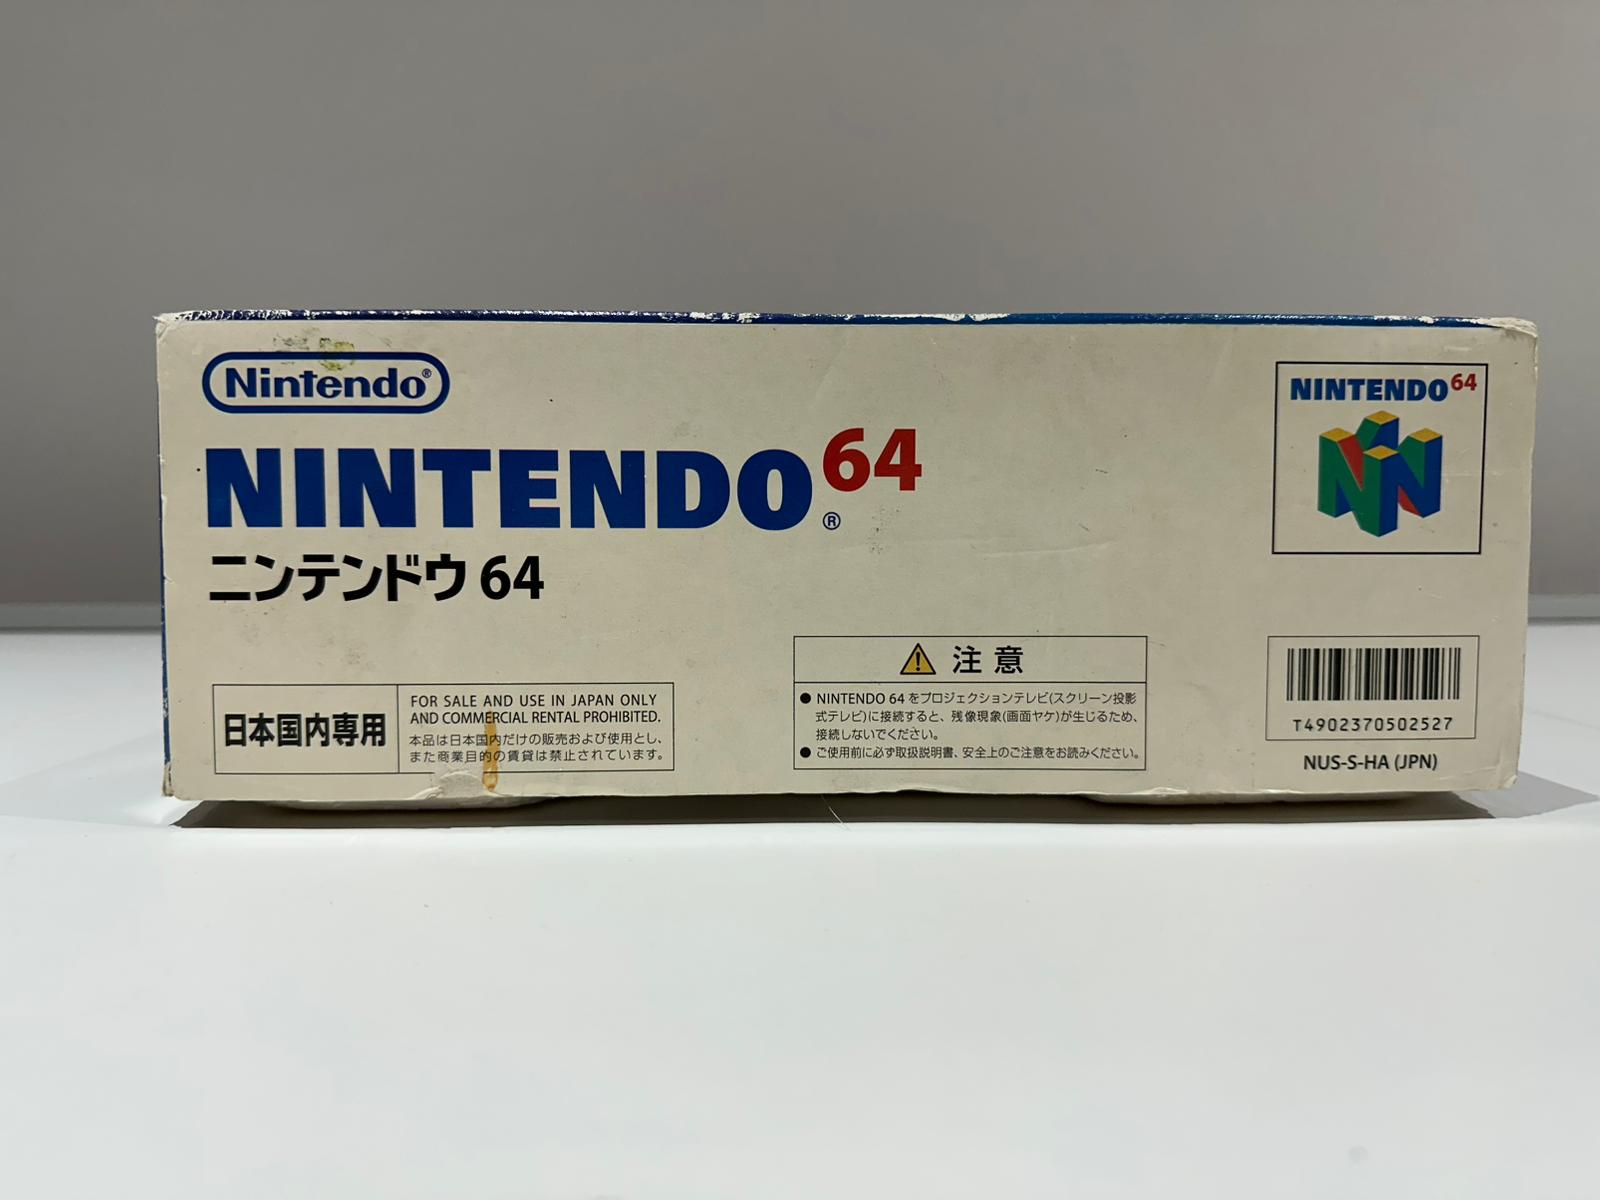 Nintendo®
NINTENDO64®
ニンテンドウ64
日本国内専用
FOR SALE AND USE IN JAPAN ONLY
AND COMMERCIAL RENTAL PROHIBITED.
本品は日本国内だけの販売および使用とし、
また商業目的の賃貸は禁止されています。
⚠ 注意
● NINTENDO 64をプロジェクションテレビ(スクリーン投影
式テレビ)に接続すると、残像現象(画面ヤケ)が生じるため、
接続しないでください。
● ご使用前に必ず取扱説明書、安全上のご注意をお読みください。
NINTENDO64
T4902370502527
NUS-S-HA (JPN)